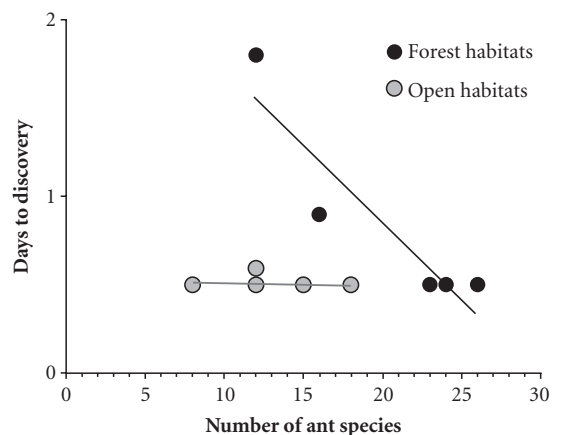 2
Forest habitats
Open habitats
Days to discovery
1
0
0 5 10 15 20 25 30
Number of ant species